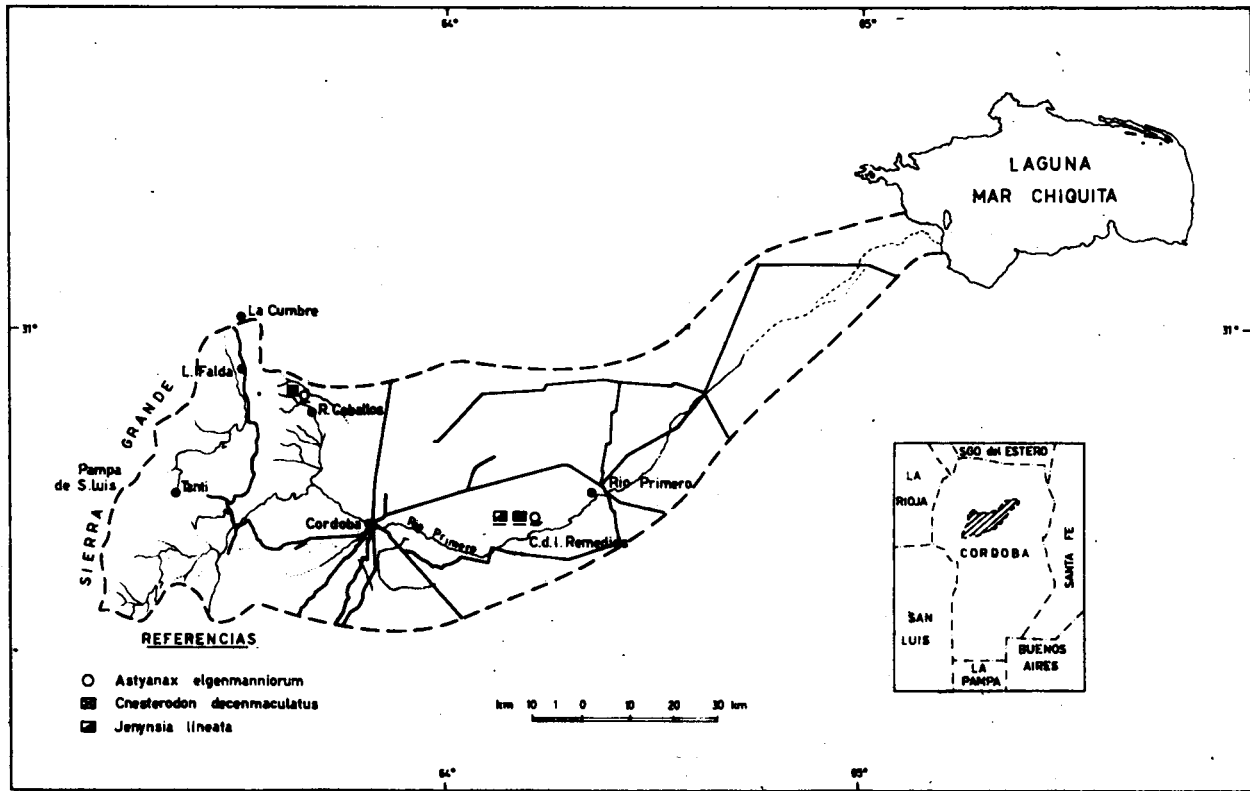 64°
65°
LAGUNA
MAR CHIQUITA
31°
31°
La Cumbre
L. Falda
R. Ceballos
SIERRA GRANDE
Pampa
de S. Luis
Tanti
Cordoba
Rio Primero
Rio Primero
C.d.l. Remedios
REFERENCIAS
Astyanax elgenmanniorum
Cnesterodon decenmaculatus
Jenynsia lineata
km 10 1 0 10 20 30 km
SGO del ESTERO
LA
RIOJA
CORDOBA
SANTA FE
SAN
LUIS
BUENOS
AIRES
LA
PAMPA
64°
65°